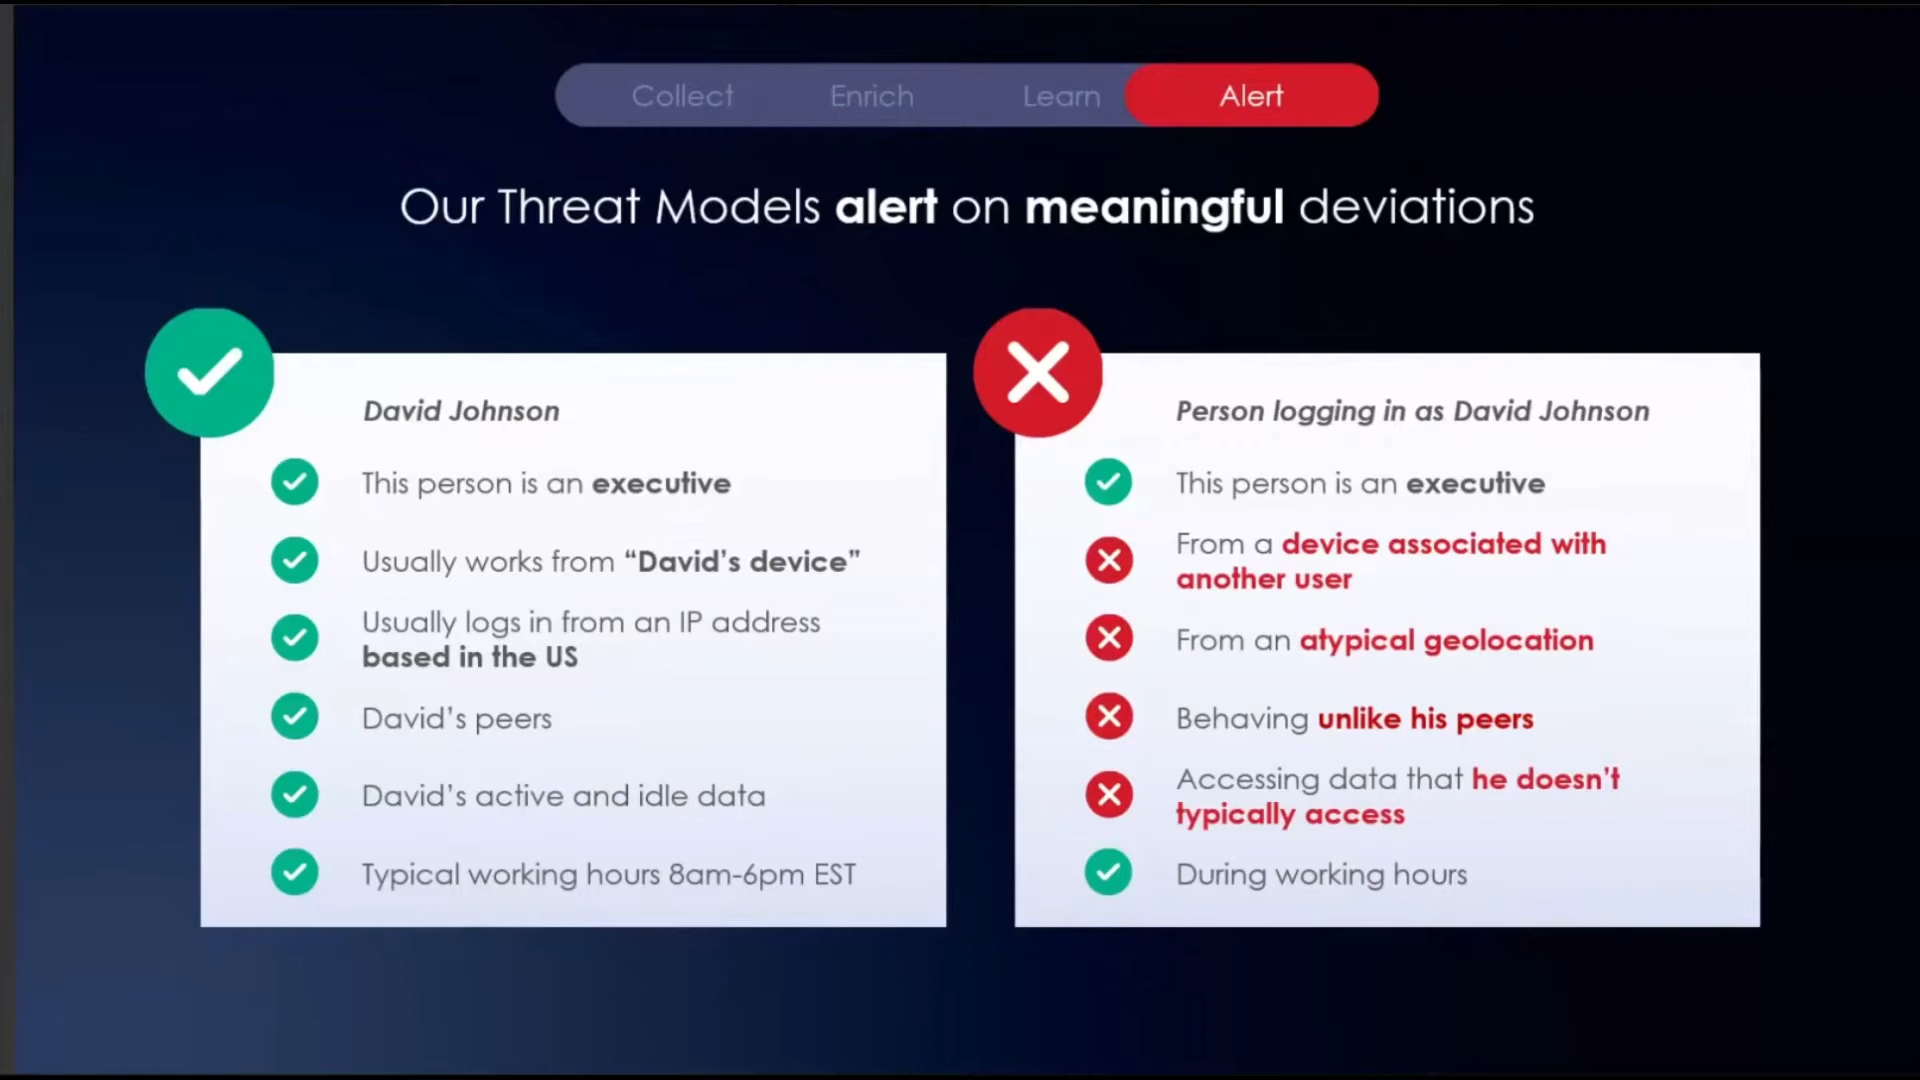 Collect Enrich Learn Alert
Our Threat Models alert on meaningful deviations
David Johnson
This person is an executive
Usually works from “David’s device”
Usually logs in from an IP address
based in the US
David’s peers
David’s active and idle data
Typical working hours 8am-6pm EST
Person logging in as David Johnson
This person is an executive
From a device associated with
another user
From an atypical geolocation
Behaving unlike his peers
Accessing data that he doesn’t
typically access
During working hours